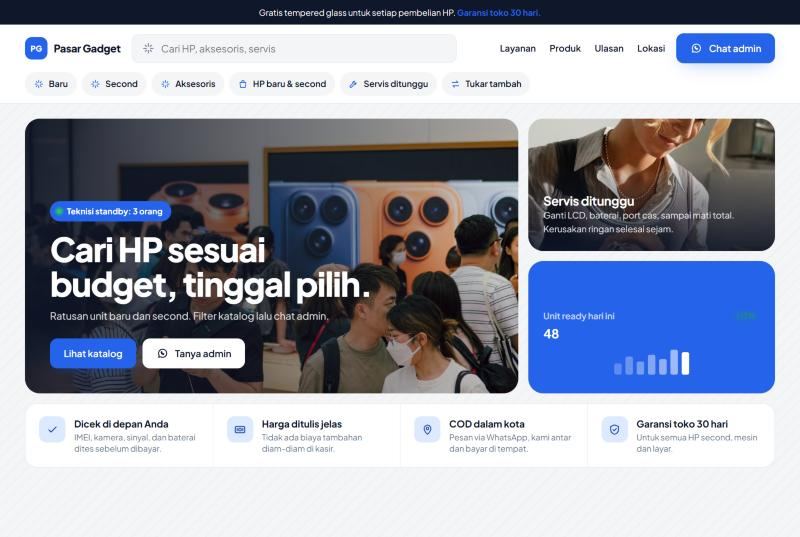 Gratis tempered glass untuk setiap pembelian HP. Garansi toko 30 hari.
PG
Pasar Gadget
Cari HP, aksesoris, servis
Layanan
Produk
Ulasan
Lokasi
Chat admin
Baru
Second
Aksesoris
HP baru & second
Servis ditunggu
Tukar tambah
Teknisi standby: 3 orang
Cari HP sesuai
budget, tinggal pilih.
Ratusan unit baru dan second. Filter katalog lalu chat admin.
Lihat katalog
Tanya admin
Servis ditunggu
Ganti LCD, baterai, port cas, sampai mati total.
Kerusakan ringan selesai sejam.
Unit ready hari ini
48
Dicek di depan Anda
IMEI, kamera, sinyal, dan baterai
dites sebelum dibayar.
Harga ditulis jelas
Tidak ada biaya tambahan
diam-diam di kasir.
COD dalam kota
Pesan via WhatsApp, kami antar
dan bayar di tempat.
Garansi toko 30 hari
Untuk semua HP second, mesin
dan layar.